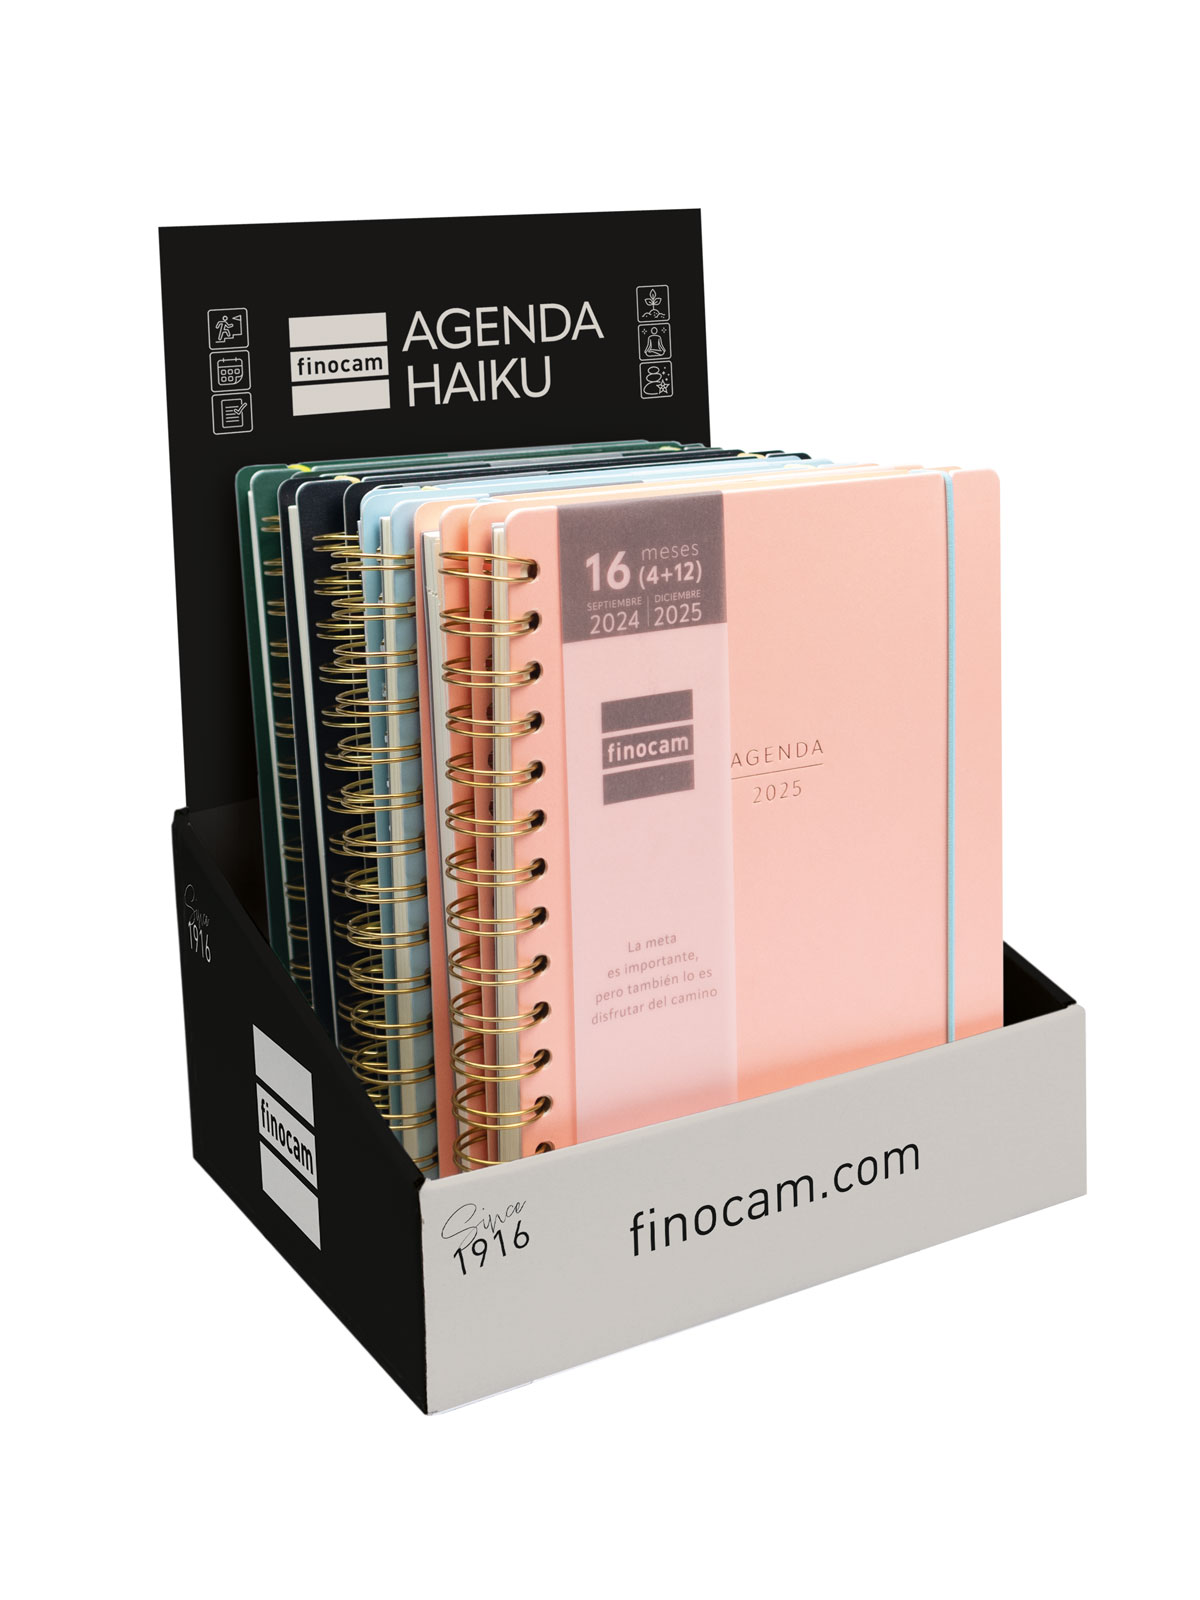 finocam
AGENDA
HAIKU
16 meses
(4+12)
SEPTIEMBRE
2024
DICIEMBRE
2025
finocam
AGENDA
2025
La meta
es importante,
pero también lo es
disfrutar del camino
Since
1916
finocam
Since
1916
finocam.com